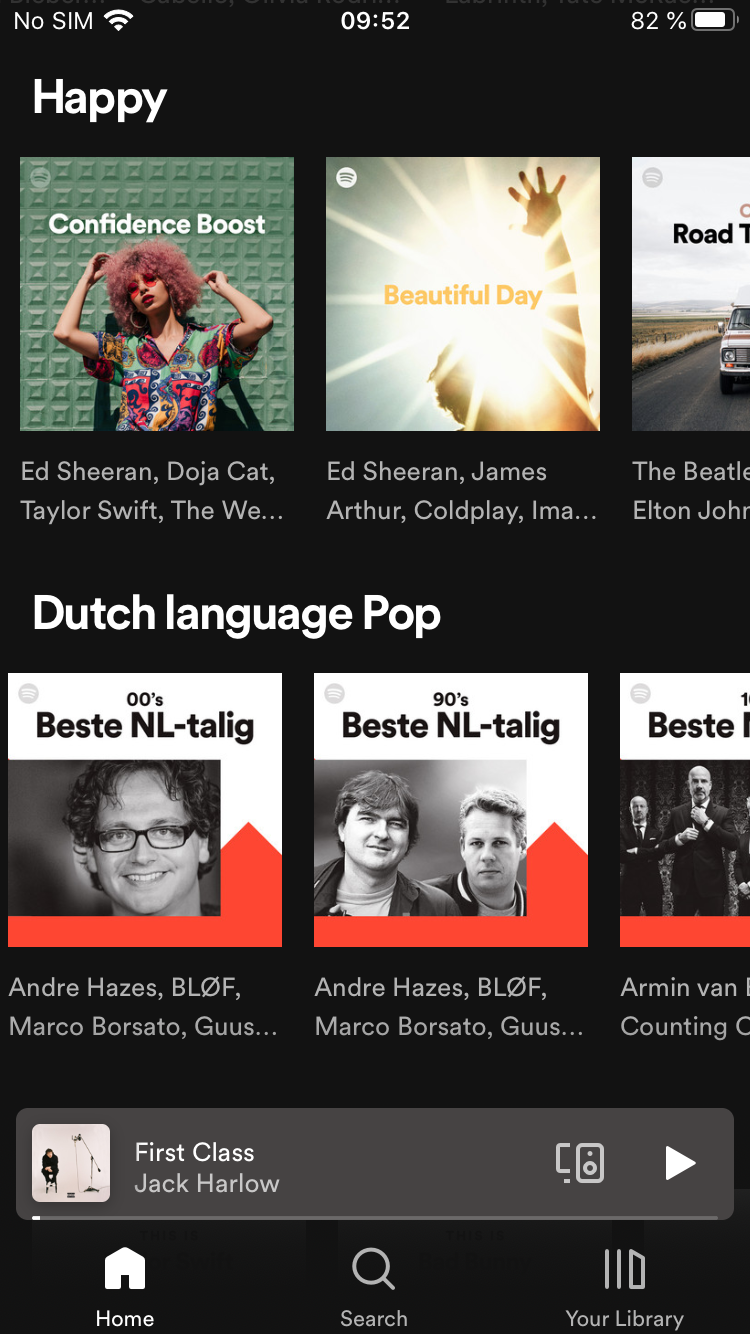 No SIM 09:52 82 %
Happy
Confidence Boost
Beautiful Day
Road
Ed Sheeran, Doja Cat,
Taylor Swift, The We...
Ed Sheeran, James
Arthur, Coldplay, Ima...
The
Elton
Dutch language Pop
00's
Beste NL-talig
90's
Beste NL-talig
Beste
Andre Hazes, BLØF,
Marco Borsato, Guus...
Andre Hazes, BLØF,
Marco Borsato, Guus...
Armin van
Counting
First Class
Jack Harlow
Home
Search
Your Library